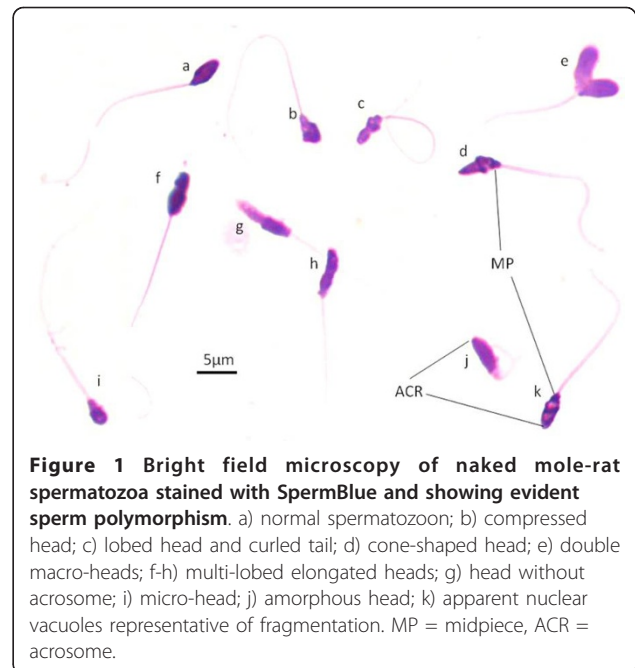 a
e
b
c
d
f
g
h
MP
5μm
j
i
ACR
k
Figure 1 Bright field microscopy of naked mole-rat
spermatozoa stained with SpermBlue and showing evident
sperm polymorphism. a) normal spermatozoon; b) compressed
head; c) lobed head and curled tail; d) cone-shaped head; e) double
macro-heads; f-h) multi-lobed elongated heads; g) head without
acrosome; i) micro-head; j) amorphous head; k) apparent nuclear
vacuoles representative of fragmentation. MP = midpiece, ACR =
acrosome.